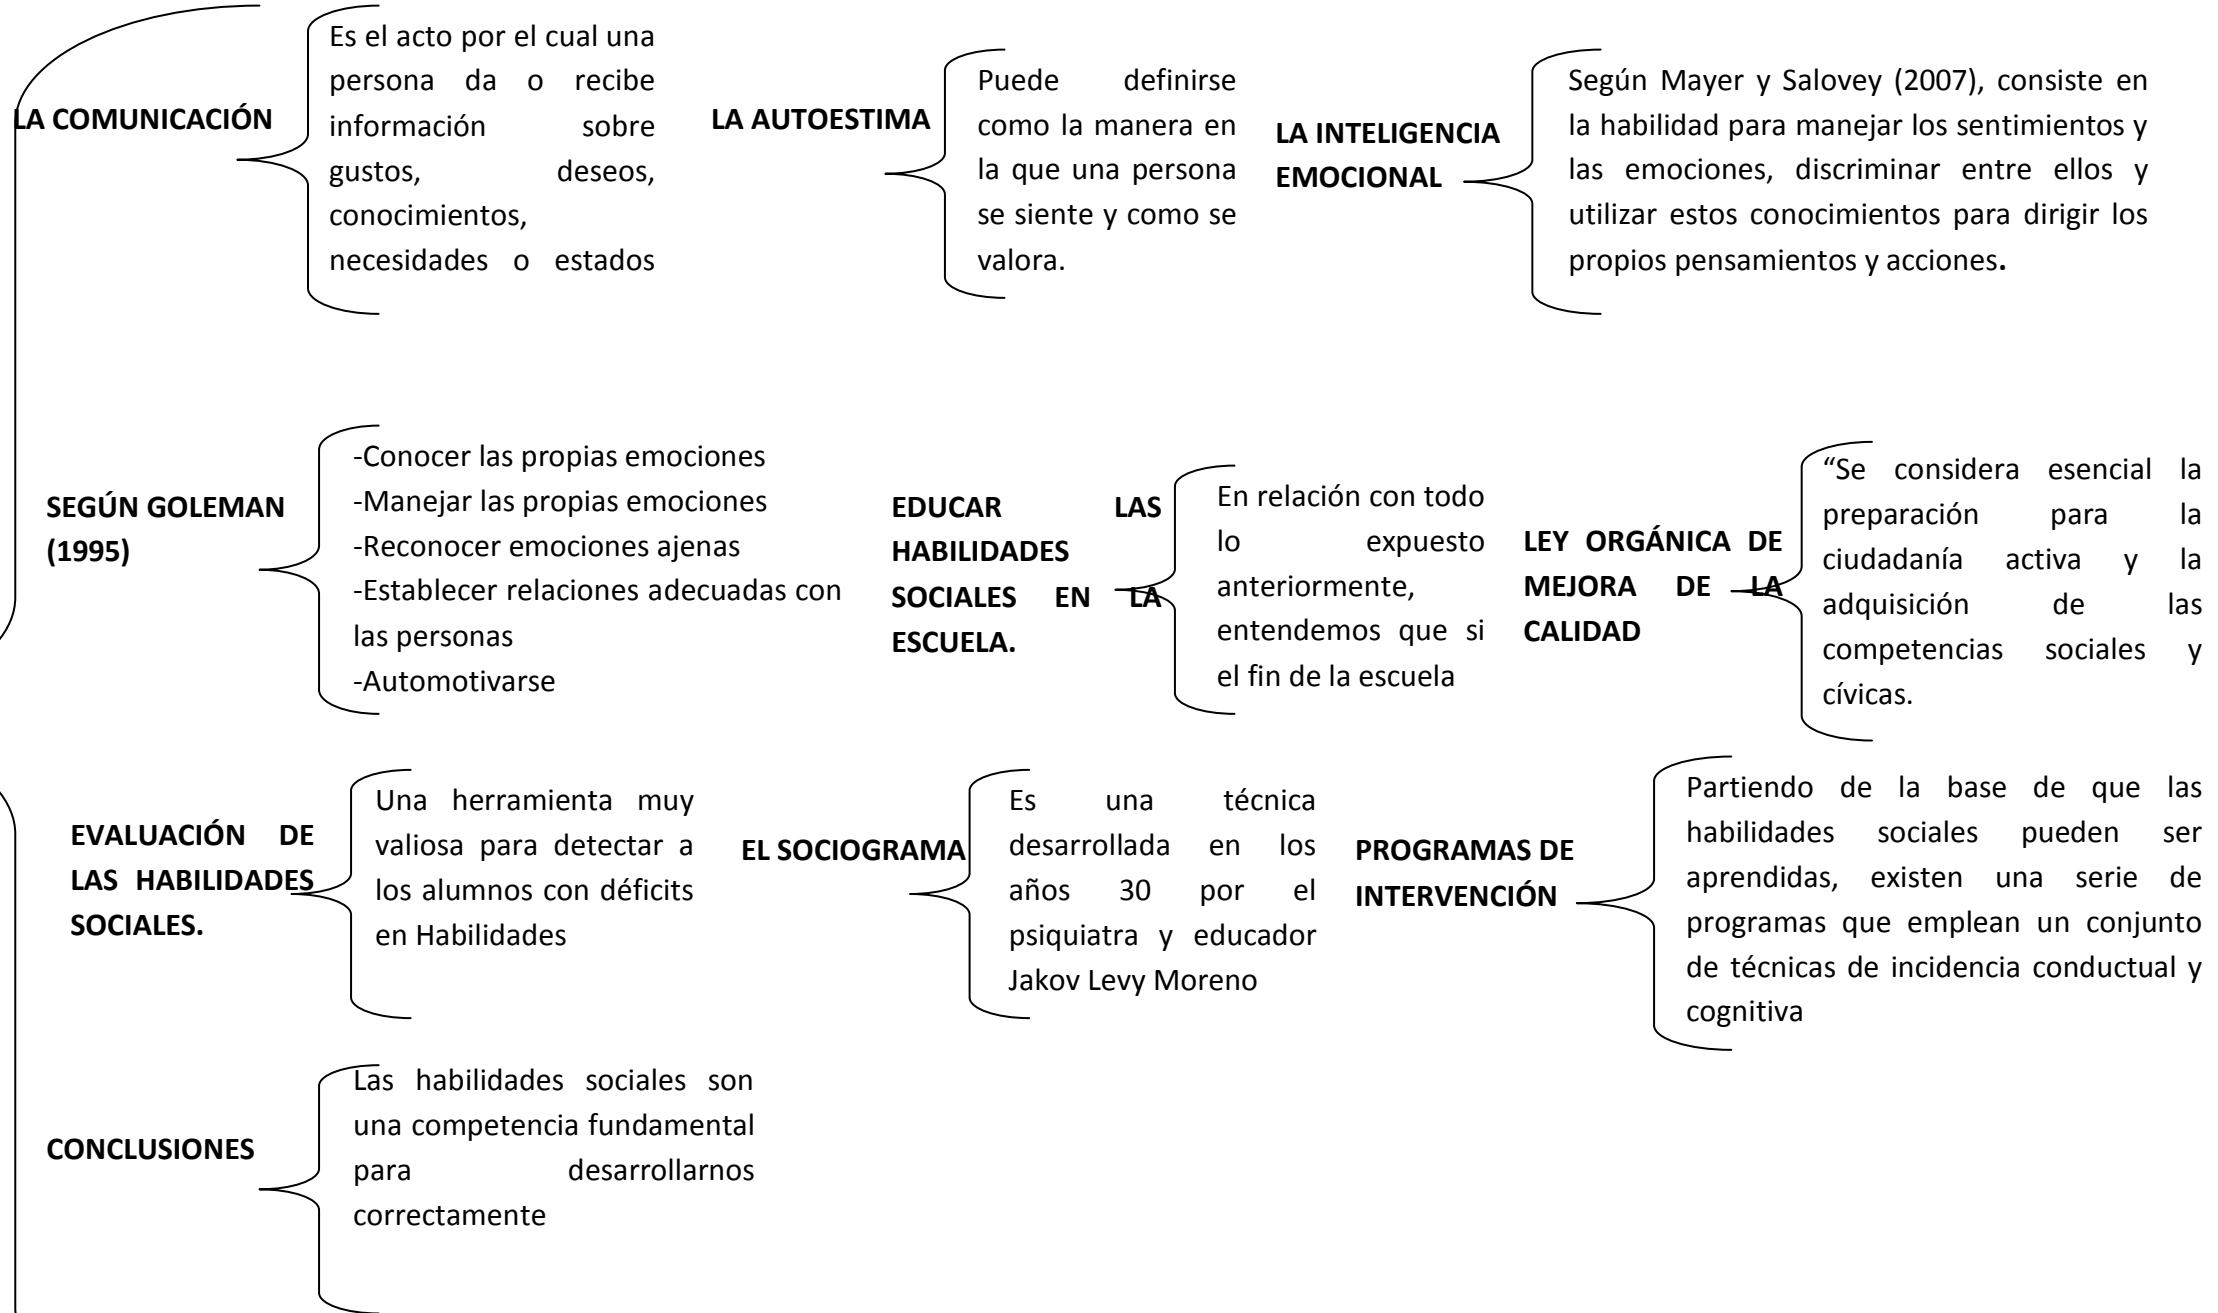 LA COMUNICACIÓN
Es el acto por el cual una
persona da o recibe
información sobre
gustos, deseos,
conocimientos,
necesidades o estados
LA AUTOESTIMA
Puede definirse
como la manera en
la que una persona
se siente y como se
valora.
LA INTELIGENCIA
EMOCIONAL
Según Mayer y Salovey (2007), consiste en
la habilidad para manejar los sentimientos y
las emociones, discriminar entre ellos y
utilizar estos conocimientos para dirigir los
propios pensamientos y acciones.
SEGÚN GOLEMAN
(1995)
-Conocer las propias emociones
-Manejar las propias emociones
-Reconocer emociones ajenas
-Establecer relaciones adecuadas con
las personas
-Automotivarse
EDUCAR LAS
HABILIDADES
SOCIALES EN LA
ESCUELA.
En relación con todo
lo expuesto
anteriormente,
entendemos que si
el fin de la escuela
LEY ORGÁNICA DE
MEJORA DE LA
CALIDAD
“Se considera esencial la
preparación para la
ciudadanía activa y la
adquisición de las
competencias sociales y
cívicas.
EVALUACIÓN DE
LAS HABILIDADES
SOCIALES.
Una herramienta muy
valiosa para detectar a
los alumnos con déficits
en Habilidades
EL SOCIOGRAMA
Es una técnica
desarrollada en los
años 30 por el
psiquiatra y educador
Jakov Levy Moreno
PROGRAMAS DE
INTERVENCIÓN
Partiendo de la base de que las
habilidades sociales pueden ser
aprendidas, existen una serie de
programas que emplean un conjunto
de técnicas de incidencia conductual y
cognitiva
CONCLUSIONES
Las habilidades sociales son
una competencia fundamental
para desarrollarnos
correctamente